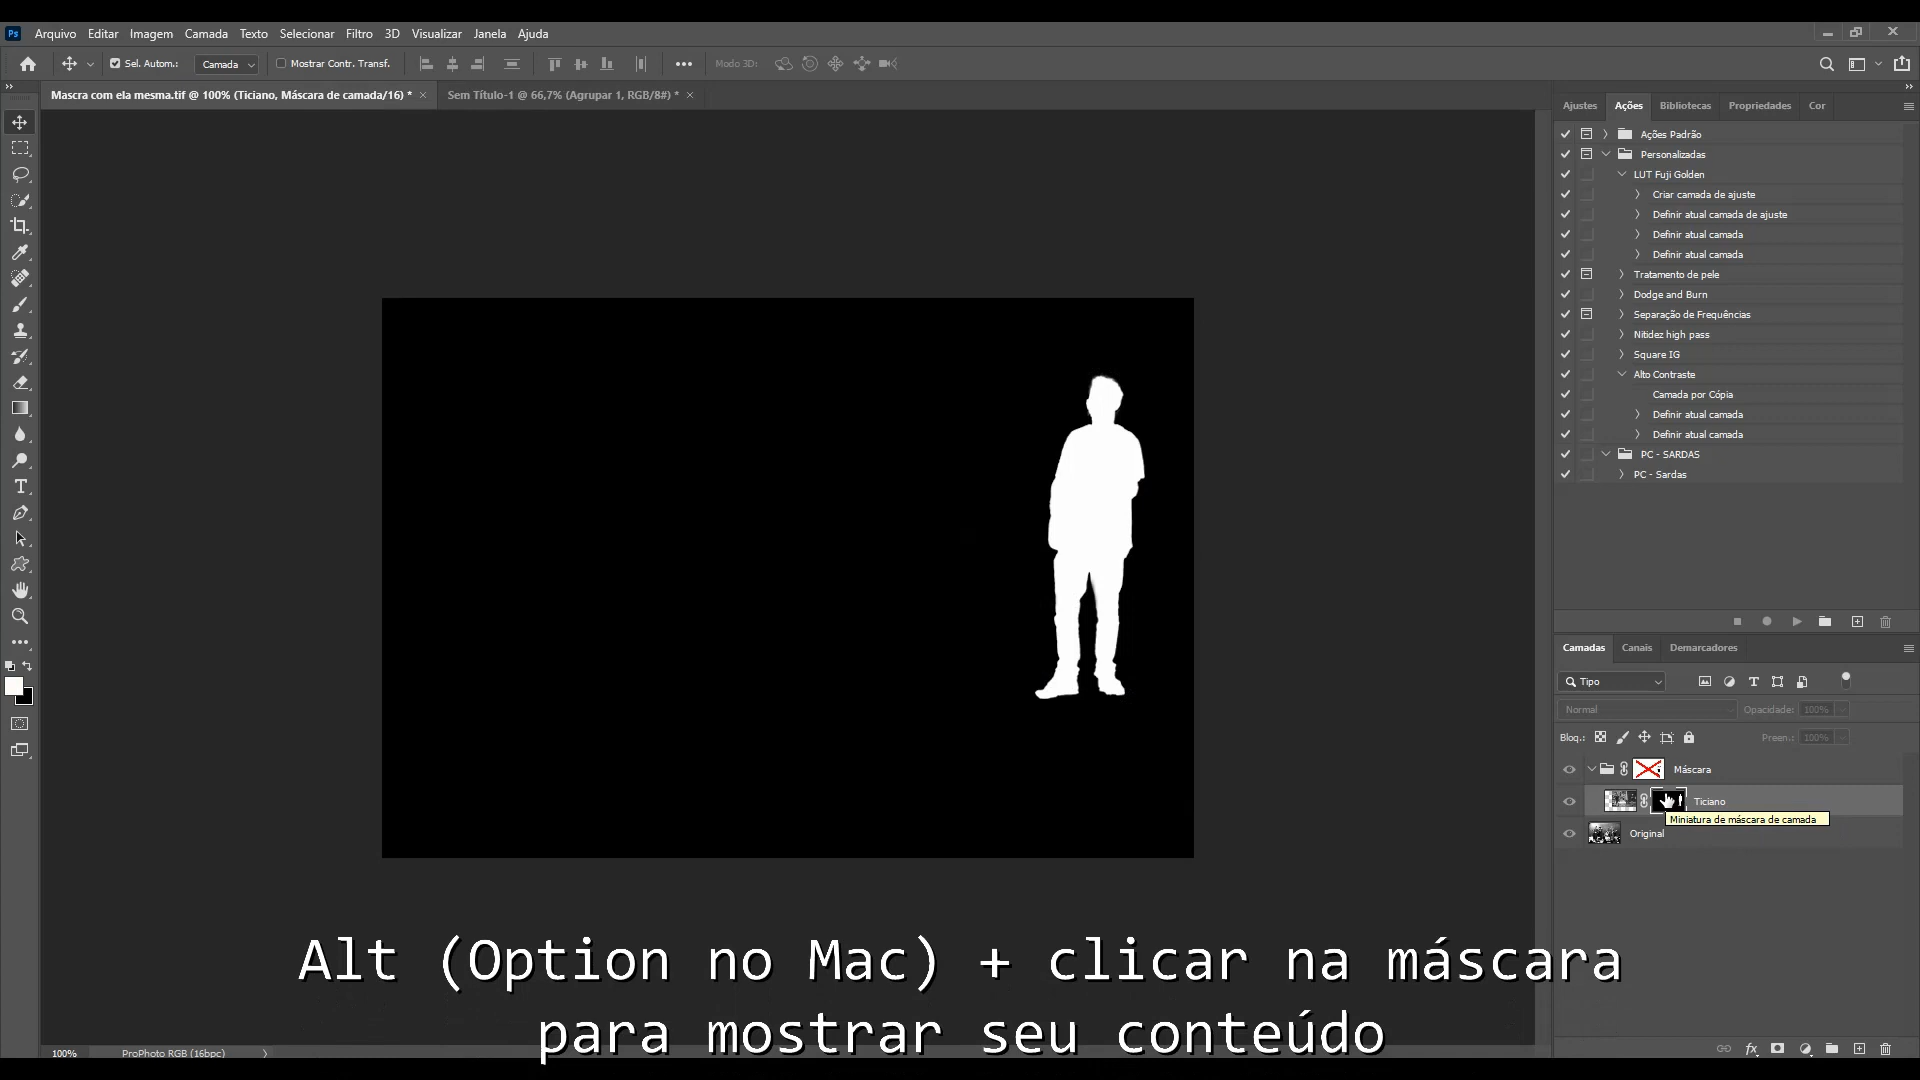 Ps Arquivo Editar Imagem Camada Texto Selecionar Filtro 3D Visualizar Janela Ajuda
Sel. Autom.: Camada Mostrar Contr. Transf. Modo 3D:
Mascra com ela mesma.tif @ 100% (Ticiano, Máscara de camada/16) * Sem Título-1 @ 66,7% (Agrupar 1, RGB/8#) *
Ajustes Ações Bibliotecas Propriedades Cor
Ações Padrão
Personalizadas
LUT Fuji Golden
Criar camada de ajuste
Definir atual camada de ajuste
Definir atual camada
Definir atual camada
Tratamento de pele
Dodge and Burn
Separação de Frequências
Nitidez high pass
Square IG
Alto Contraste
Camada por Cópia
Definir atual camada
Definir atual camada
PC - SARDAS
PC - Sardas
Camadas Canais Demarcadores
Tipo
Normal Opacidade: 100%
Bloq.: Preen.: 100%
Máscara
Ticiano
Miniatura de máscara de camada
Original
Alt (Option no Mac) + clicar na máscara
para mostrar seu conteúdo
100% ProPhoto RGB (16bpc)